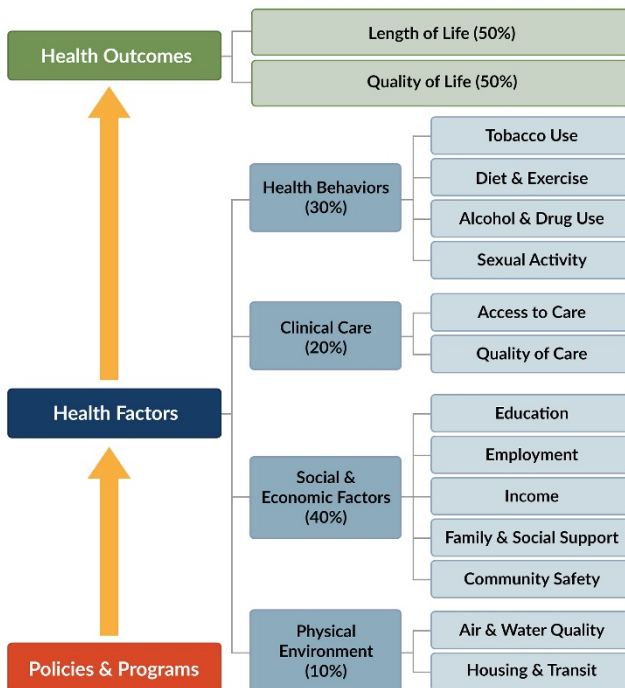 Health Outcomes
Length of Life (50%)
Quality of Life (50%)
Health Factors
Health Behaviors
(30%)
Tobacco Use
Diet & Exercise
Alcohol & Drug Use
Sexual Activity
Clinical Care
(20%)
Access to Care
Quality of Care
Social &
Economic Factors
(40%)
Education
Employment
Income
Family & Social Support
Community Safety
Physical
Environment
(10%)
Air & Water Quality
Housing & Transit
Policies & Programs